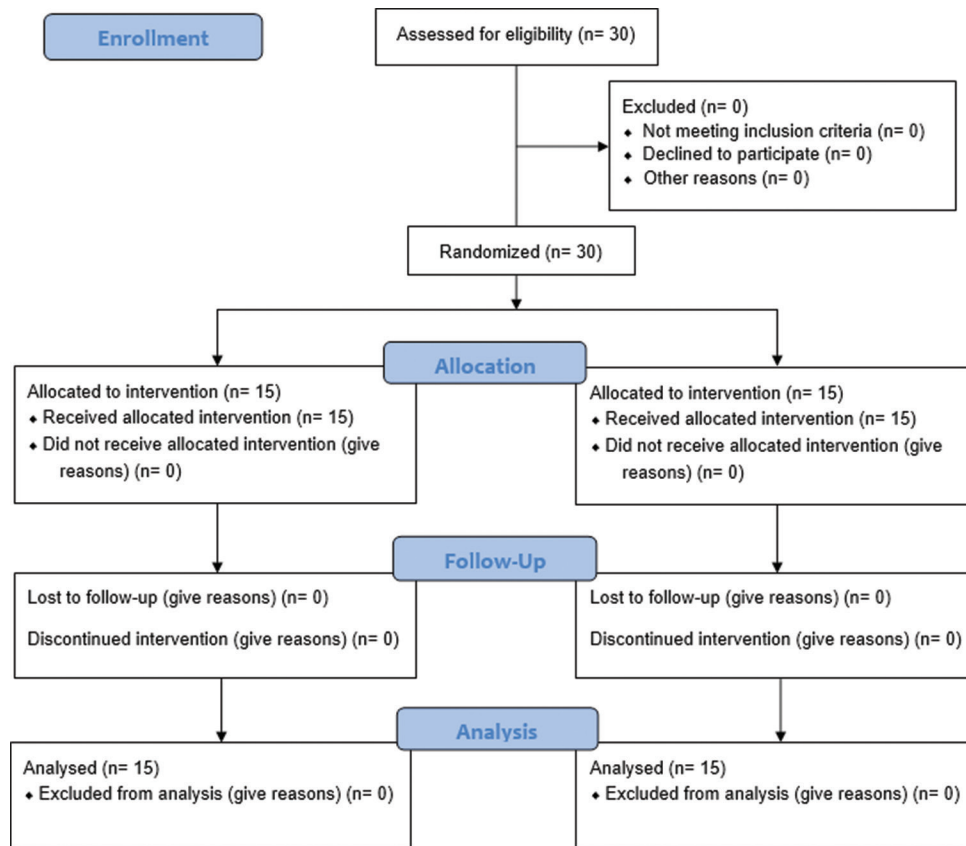 Enrollment
Assessed for eligibility (n= 30)
Excluded (n= 0)
⬥ Not meeting inclusion criteria (n= 0)
⬥ Declined to participate (n= 0)
⬥ Other reasons (n= 0)
Randomized (n= 30)
Allocation
Allocated to intervention (n= 15)
⬥ Received allocated intervention (n= 15)
⬥ Did not receive allocated intervention (give
reasons) (n= 0)
Allocated to intervention (n= 15)
⬥ Received allocated intervention (n= 15)
⬥ Did not receive allocated intervention (give
reasons) (n= 0)
Follow-Up
Lost to follow-up (give reasons) (n= 0)
Discontinued intervention (give reasons) (n= 0)
Lost to follow-up (give reasons) (n= 0)
Discontinued intervention (give reasons) (n= 0)
Analysis
Analysed (n= 15)
⬥ Excluded from analysis (give reasons) (n= 0)
Analysed (n= 15)
⬥ Excluded from analysis (give reasons) (n= 0)